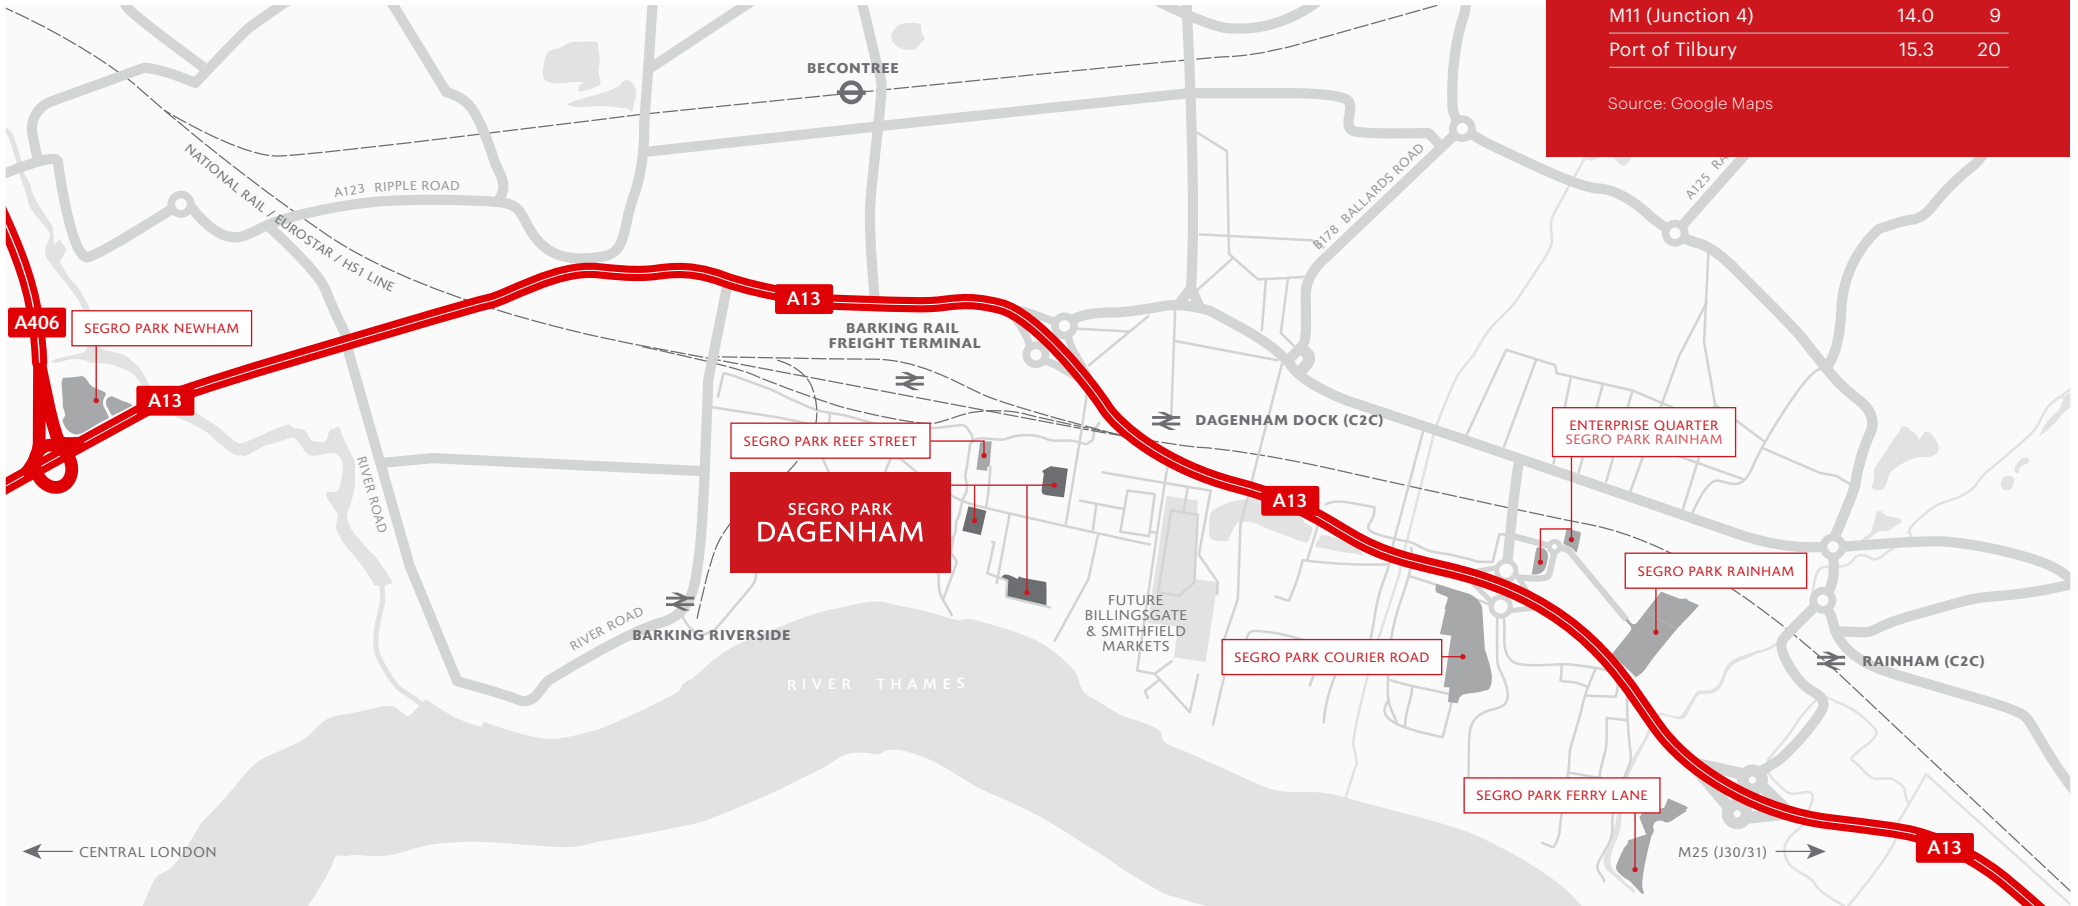 M11 (Junction 4) 14.0 9
Port of Tilbury 15.3 20
Source: Google Maps
BECONTREE
NATIONAL RAIL / EUROSTAR / HS1 LINE
A123 RIPPLE ROAD
B178 BALLARDS ROAD
A125
A13
A406
SEGRO PARK NEWHAM
BARKING RAIL
FREIGHT TERMINAL
A13
DAGENHAM DOCK (C2C)
ENTERPRISE QUARTER
SEGRO PARK RAINHAM
SEGRO PARK REEF STREET
RIVER ROAD
SEGRO PARK
DAGENHAM
A13
SEGRO PARK RAINHAM
FUTURE
BILLINGSGATE
& SMITHFIELD
MARKETS
RIVER ROAD
BARKING RIVERSIDE
SEGRO PARK COURIER ROAD
RAINHAM (C2C)
RIVER THAMES
SEGRO PARK FERRY LANE
CENTRAL LONDON
M25 (J30/31)
A13